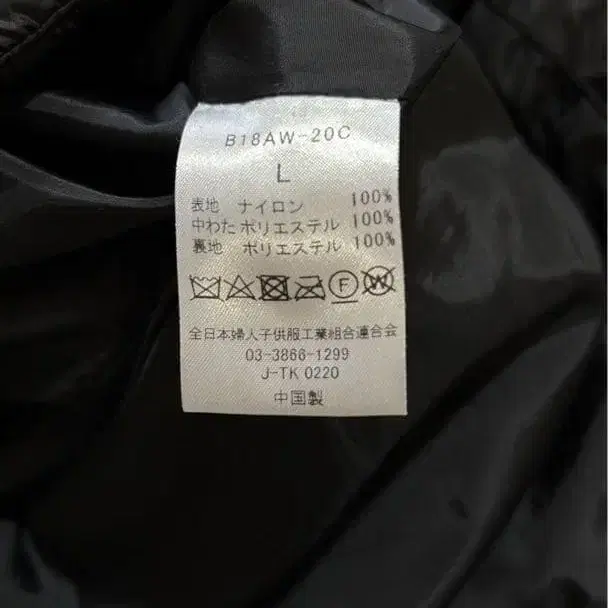 B18AW-20C
L
表地 ナイロン 100%
中わた ポリエステル 100%
裏地 ポリエステル 100%
F W
全日本婦人子供服工業組合連合会
03-3866-1299
J-TK 0220
中国製